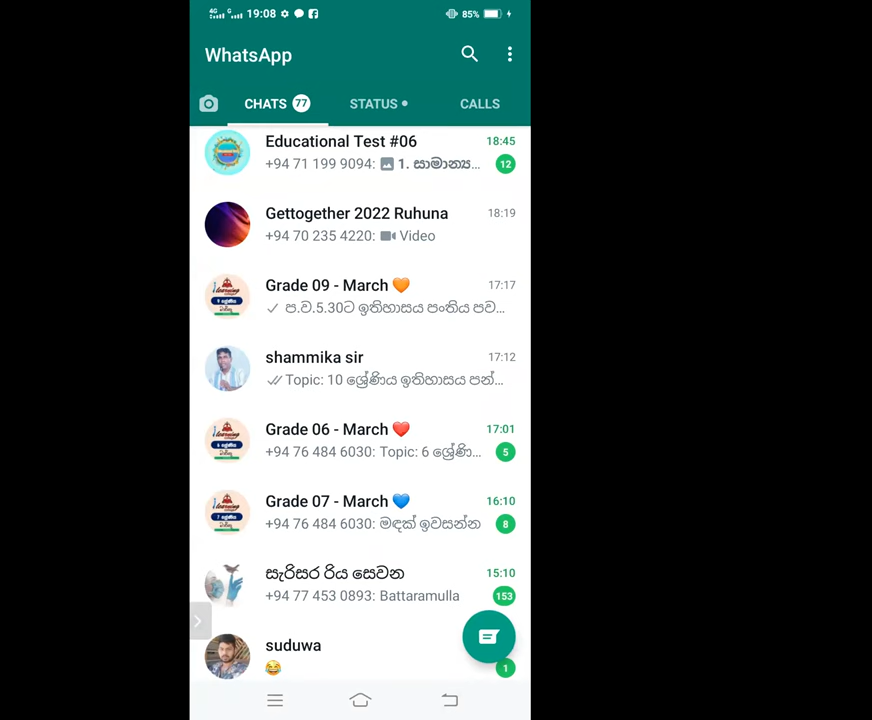 4G G 19:08 85%
WhatsApp
CHATS 77 STATUS CALLS
Educational Test #06 18:45
+94 71 199 9094: 1. සාමාන්‍ය... 12
Gettogether 2022 Ruhuna 18:19
+94 70 235 4220: Video
Grade 09 - March 🧡 17:17
ප.ව.5.30ට ඉතිහාසය පංතිය පව...
shammika sir 17:12
Topic: 10 ශ්‍රේණිය ඉතිහාසය පන්...
Grade 06 - March ❤️ 17:01
+94 76 484 6030: Topic: 6 ශ්‍රේණි... 5
Grade 07 - March 💙 16:10
+94 76 484 6030: මඳක් ඉවසන්න 8
සැරිසර රිය සෙවන 15:10
+94 77 453 0893: Battaramulla 153
suduwa
😂 1